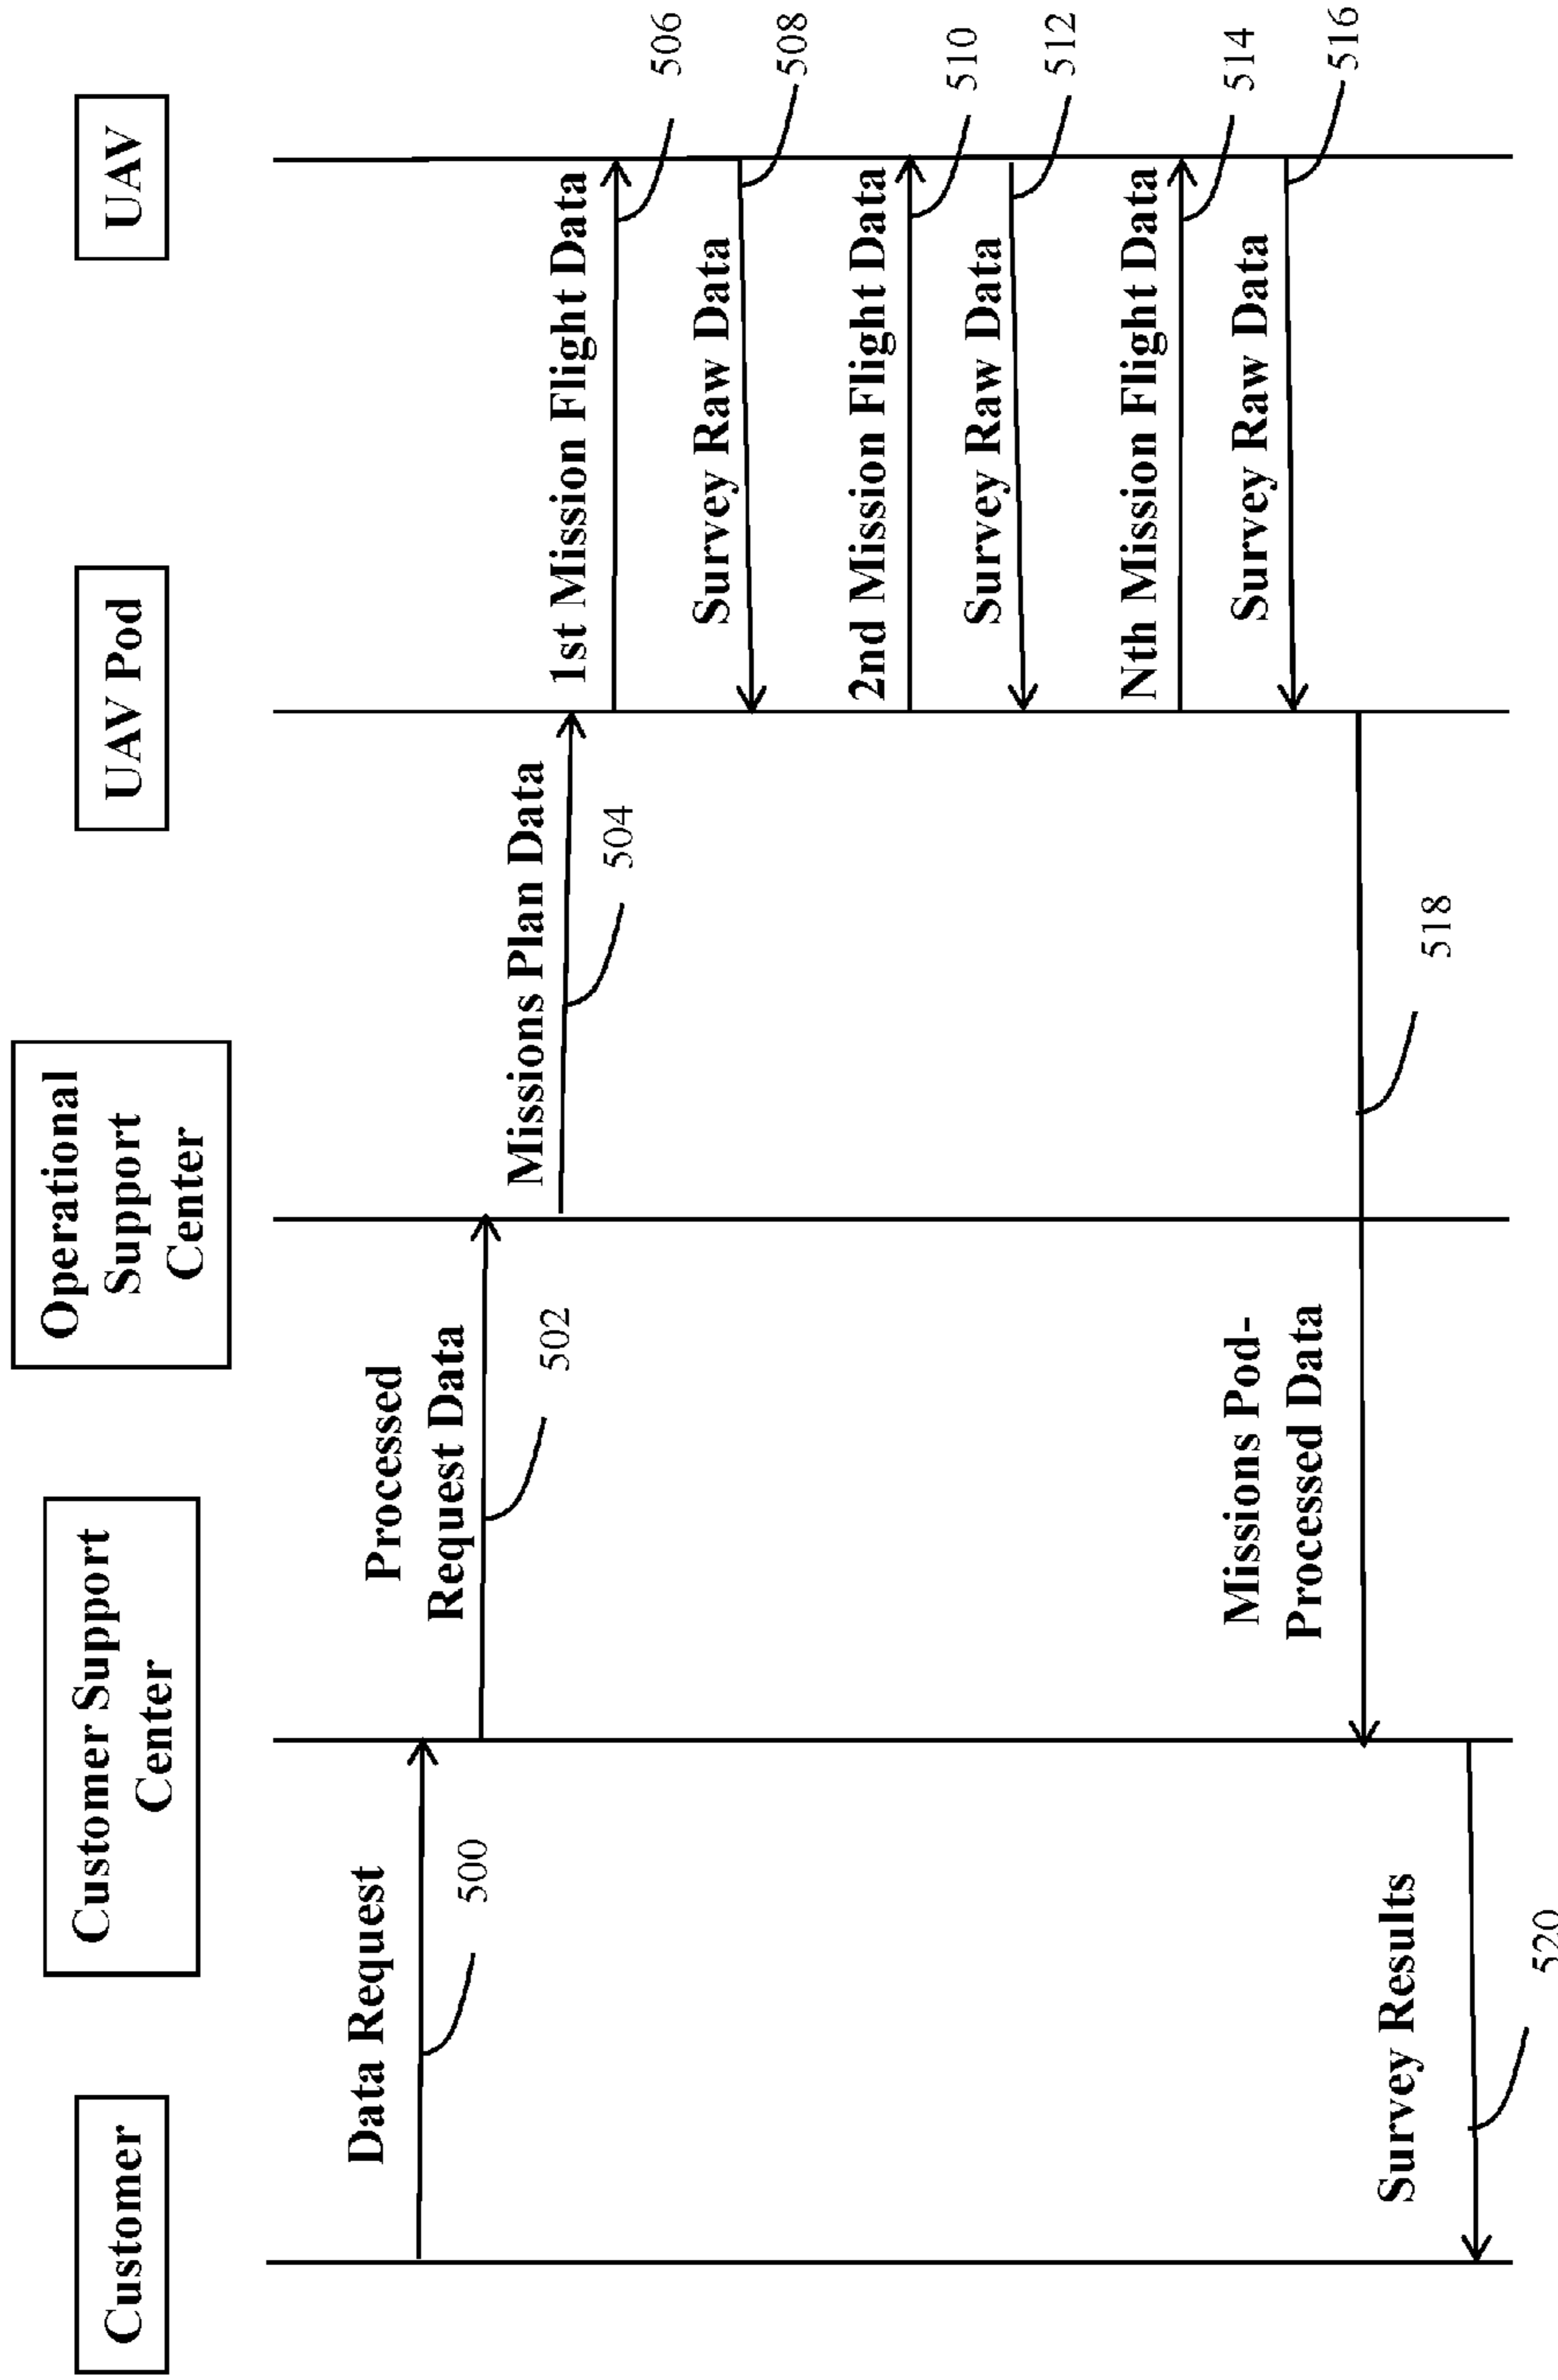 Customer
Customer Support
Center
Operational
Support
Center
UAV Pod
UAV
Data Request
500
Processed
Request Data
502
Missions Plan Data
504
1st Mission Flight Data
506
Survey Raw Data
508
2nd Mission Flight Data
510
Survey Raw Data
512
Nth Mission Flight Data
514
Survey Raw Data
516
Missions Pod-
Processed Data
518
Survey Results
520